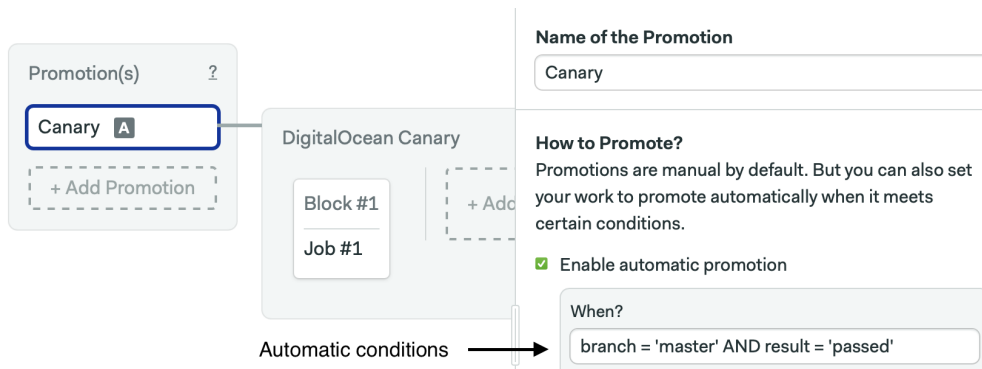 Promotion(s) ?
Canary A
+ Add Promotion
DigitalOcean Canary
Block #1
Job #1
+ Add
Name of the Promotion
Canary
How to Promote?
Promotions are manual by default. But you can also set
your work to promote automatically when it meets
certain conditions.
Enable automatic promotion
When?
Automatic conditions
branch = 'master' AND result = 'passed'